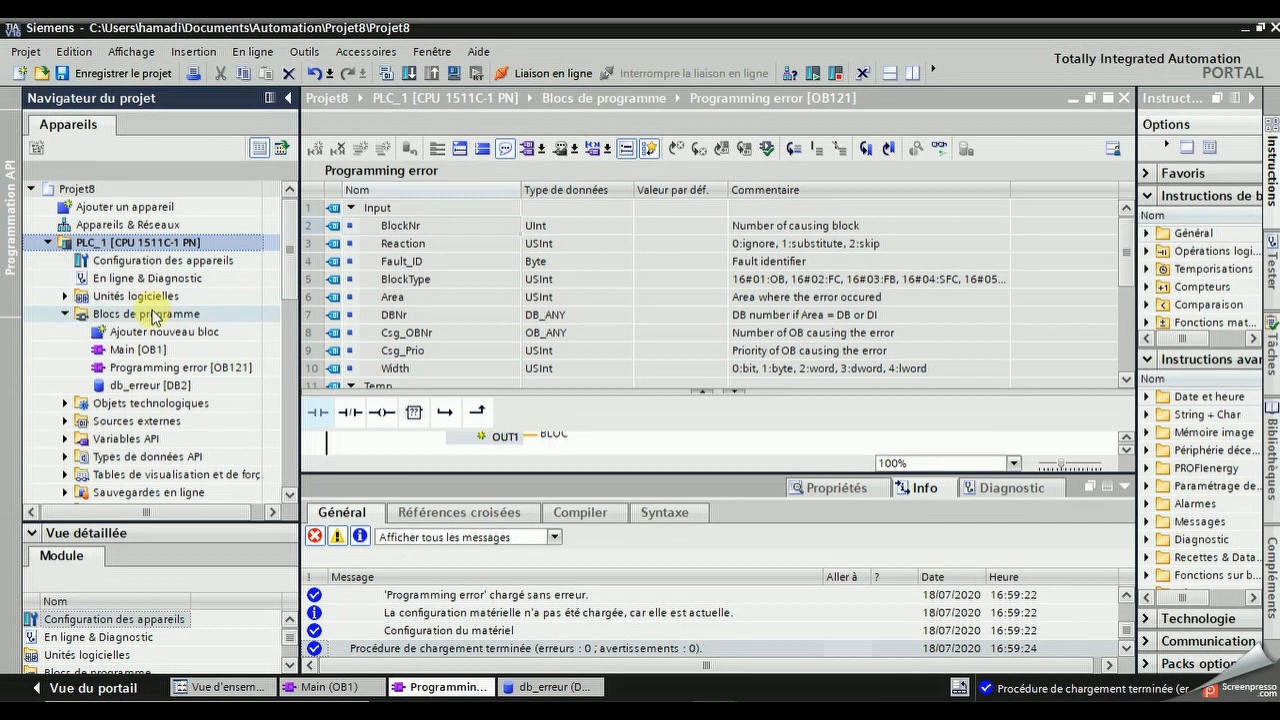 Siemens - C:\Users\hamadi\Documents\Automation\Projet8\Projet8
Projet Edition Affichage Insertion En ligne Outils Accessoires Fenêtre Aide
Totally Integrated Automation
PORTAL
Enregistrer le projet
Liaison en ligne
Interrompre la liaison en ligne
Navigateur du projet
Appareils
Programmation API
Projet8
Ajouter un appareil
Appareils & Réseaux
PLC_1 [CPU 1511C-1 PN]
Configuration des appareils
En ligne & Diagnostic
Unités logicielles
Blocs de programme
Ajouter nouveau bloc
Main [OB1]
Programming error [OB121]
db_erreur [DB2]
Objets technologiques
Sources externes
Variables API
Types de données API
Tables de visualisation et de forç
Sauvegardes en ligne
Vue détaillée
Module
Nom
Configuration des appareils
En ligne & Diagnostic
Unités logicielles
Blocs de programme
Projet8 PLC_1 [CPU 1511C-1 PN] Blocs de programme Programming error [OB121]
Programming error
Nom Type de données Valeur par déf. Commentaire
1 Input
2 BlockNr UInt Number of causing block
3 Reaction USInt 0:ignore, 1:substitute, 2:skip
4 Fault_ID Byte Fault identifier
5 BlockType USInt 16#01:OB, 16#02:FC, 16#03:FB, 16#04:SFC, 16#05...
6 Area USInt Area where the error occured
7 DBNr DB_ANY DB number if Area = DB or DI
8 Csg_OBNr OB_ANY Number of OB causing the error
9 Csg_Prio USInt Priority of OB causing the error
10 Width USInt 0:bit, 1:byte, 2:word, 3:dword, 4:lword
11 Temp
??
OUT1 BLOC
100%
Propriétés Info Diagnostic
Général Références croisées Compiler Syntaxe
Afficher tous les messages
! Message Aller à ? Date Heure
'Programming error' chargé sans erreur. 18/07/2020 16:59:22
La configuration matérielle n'a pas été chargée, car elle est actuelle. 18/07/2020 16:59:22
Configuration du matériel 18/07/2020 16:59:22
Procédure de chargement terminée (erreurs : 0 ; avertissements : 0). 18/07/2020 16:59:24
Instruct...
Options
Favoris
Instructions de b
Nom
Général
Opérations logi...
Temporisations
Compteurs
Comparaison
Fonctions mat...
Instructions avan
Nom
Date et heure
String + Char
Mémoire image
Périphérie déce...
PROFIenergy
Paramétrage de
Alarmes
Messages
Diagnostic
Recettes & Data...
Fonctions sur b
Technologie
Communication
Packs option
Instructions
Tester
Tâches
Bibliothèques
Compléments
Vue du portail
Vue d'ensem...
Main (OB1)
Programmin...
db_erreur (D...
Procédure de chargement terminée (er
Screenpresso
.com